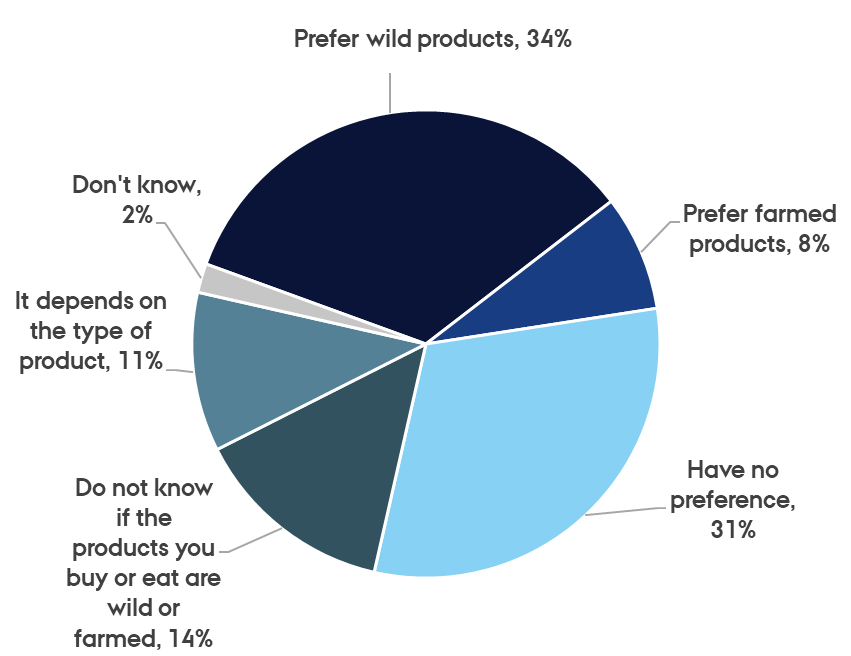 Prefer wild products, 34%
Prefer farmed
products, 8%
Have no
preference,
31%
Do not know
if the
products you
buy or eat are
wild or
farmed, 14%
It depends on
the type of
product, 11%
Don't know,
2%